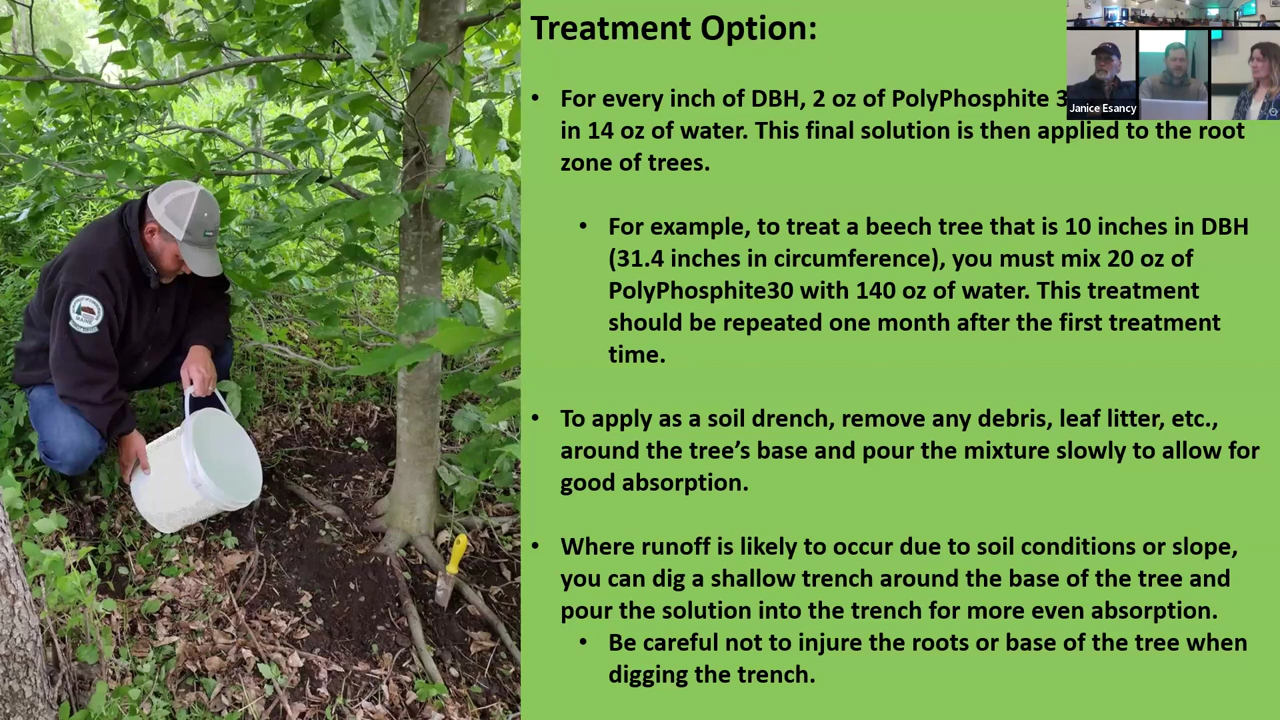 Treatment Option:
• For every inch of DBH, 2 oz of PolyPhosphite
in 14 oz of water. This final solution is then applied to the root
zone of trees.
• For example, to treat a beech tree that is 10 inches in DBH
(31.4 inches in circumference), you must mix 20 oz of
PolyPhosphite30 with 140 oz of water. This treatment
should be repeated one month after the first treatment
time.
• To apply as a soil drench, remove any debris, leaf litter, etc.,
around the tree’s base and pour the mixture slowly to allow for
good absorption.
• Where runoff is likely to occur due to soil conditions or slope,
you can dig a shallow trench around the base of the tree and
pour the solution into the trench for more even absorption.
• Be careful not to injure the roots or base of the tree when
digging the trench.
Janice Esancy
MAINE